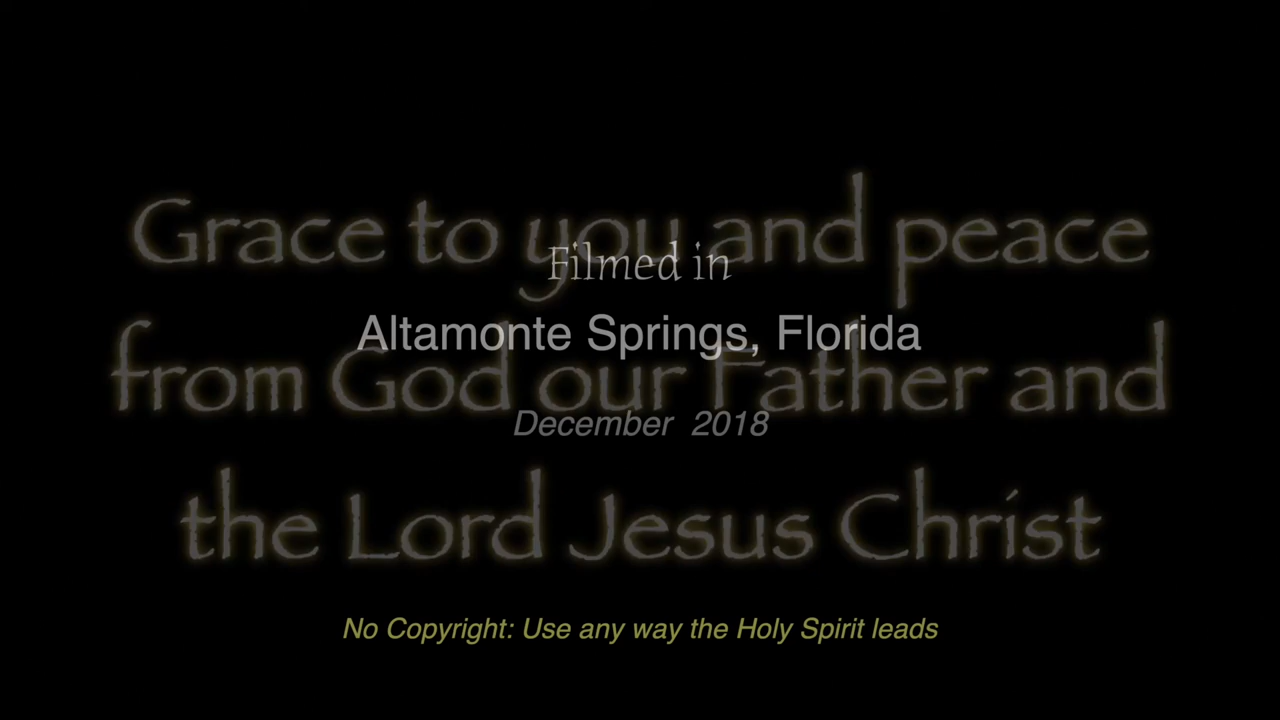 Grace to you and peace
Filmed in
Altamonte Springs, Florida
from God our Father and
December 2018
the Lord Jesus Christ
No Copyright: Use any way the Holy Spirit leads